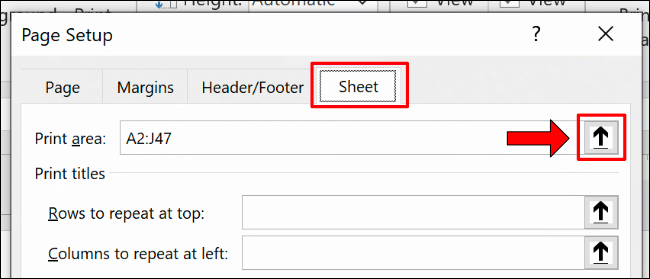 Height: Automatic View View
Page Setup ?
Page Margins Header/Footer Sheet
Print area: A2:J47
Print titles
Rows to repeat at top:
Columns to repeat at left: